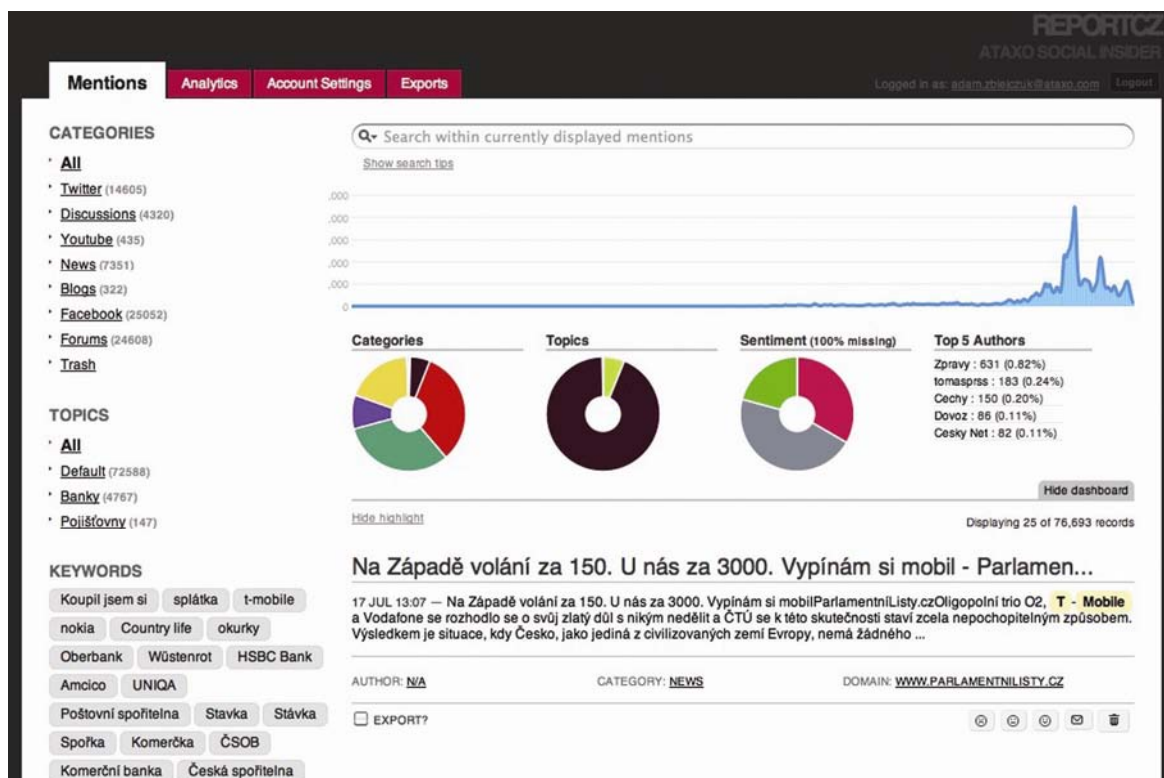 REPORTCZ
ATAXO SOCIAL INSIDER
Mentions
Analytics
Account Settings
Exports
Logged in as:
Logout
CATEGORIES
All
Twitter (14605)
Discussions (4320)
Youtube (435)
News (7351)
Blogs (322)
Facebook (25052)
Forums (24608)
Trash
TOPICS
All
Default (72588)
Banky (4767)
Pojišťovny (147)
KEYWORDS
Koupil jsem si splátka t-mobile
nokia Country life okurky
Oberbank Wüstenrot HSBC Bank
Amcico UNIQA
Poštovní spořitelna Stavka Stávka
Spořka Komerčka ČSOB
Komerční banka Česká spořitelna
Search within currently displayed mentions
Show search tips
,000
,000
,000
,000
,000
0
Categories
Topics
Sentiment (100% missing)
Top 5 Authors
Zpravy : 631 (0.82%)
tomasprss : 183 (0.24%)
Cechy : 150 (0.20%)
Dovoz : 86 (0.11%)
Cesky Net : 82 (0.11%)
Hide dashboard
Hide highlight
Displaying 25 of 76,693 records
Na Západě volání za 150. U nás za 3000. Vypínám si mobil - Parlamen...
17 JUL 13:07 — Na Západě volání za 150. U nás za 3000. Vypínám si mobilParlamentníListy.czOligopolní trio O2, T - Mobile
a Vodafone se rozhodlo se o svůj zlatý důl s nikým nedělit a ČTÚ se k této skutečnosti staví zcela nepochopitelným způsobem.
Výsledkem je situace, kdy Česko, jako jediná z civilizovaných zemí Evropy, nemá žádného ...
AUTHOR: N/A
CATEGORY: NEWS
DOMAIN: WWW.PARLAMENTNILISTY.CZ
EXPORT?